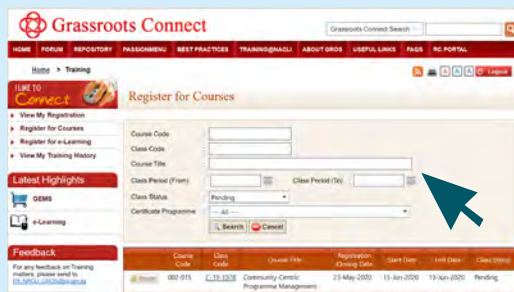 Grassroots Connect
Grassroots Connect Search
HOME FORUM REPOSITORY PASSIONMENU BEST PRACTICES TRAINING@NACLI ABOUT GROS USEFUL LINKS FAQS RC PORTAL
Home > Training
A A A Logout
I LIKE TO
Connect
View My Registration
Register for Courses
Register for e-Learning
View My Training History
Latest Highlights
GEMS
e-Learning
Feedback
For any feedback on Training
matters, please send to
Register for Courses
Course Code :
Class Code :
Course Title :
Class Period (From) : Class Period (To) :
Class Status : Pending
Certificate Programme : --- All ---
Search Cancel
Course Code Class Code Course Title Registration Closing Date Start Date End Date Class Status
002-015 C-19-1978 Community-Centric Programme Management 23-May-2020 11-Jun-2020 13-Jun-2020 Pending